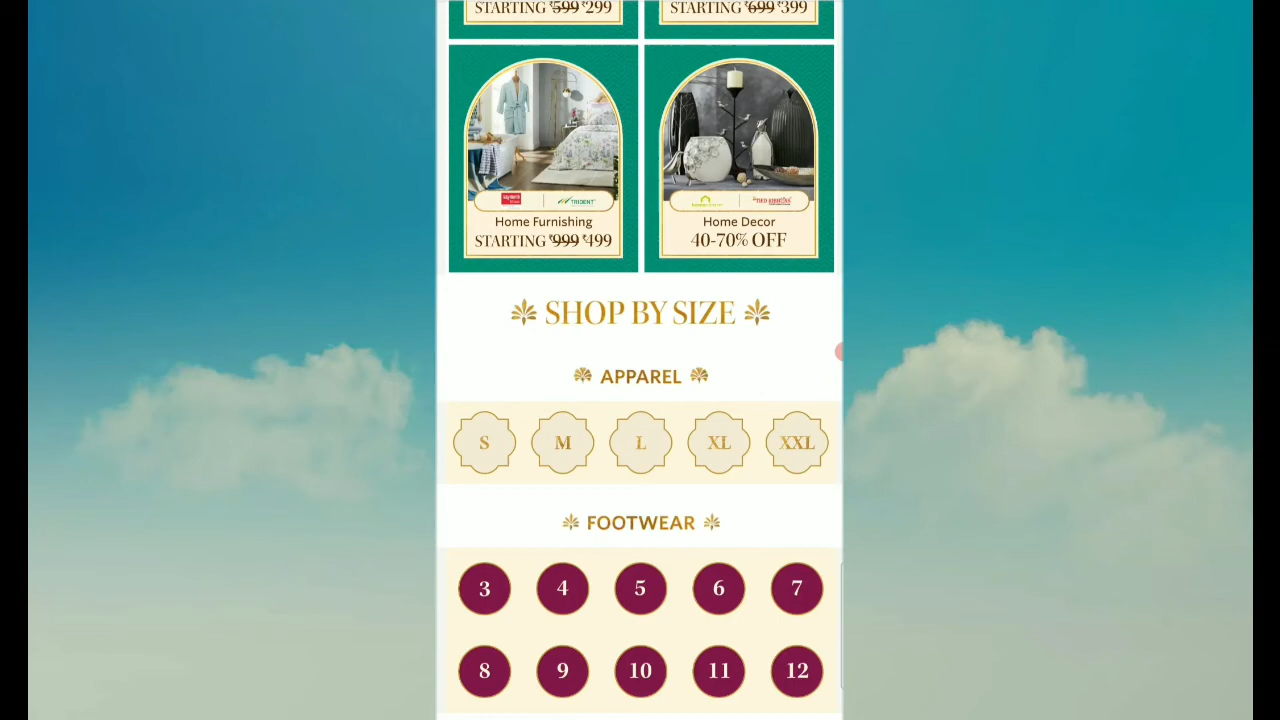 STARTING ₹599 ₹299
STARTING ₹699 ₹399
TRIDENT
Home Furnishing
STARTING ₹999 ₹499
Home Decor
40-70% OFF
SHOP BY SIZE
APPAREL
S M L XL XXL
FOOTWEAR
3 4 5 6 7
8 9 10 11 12